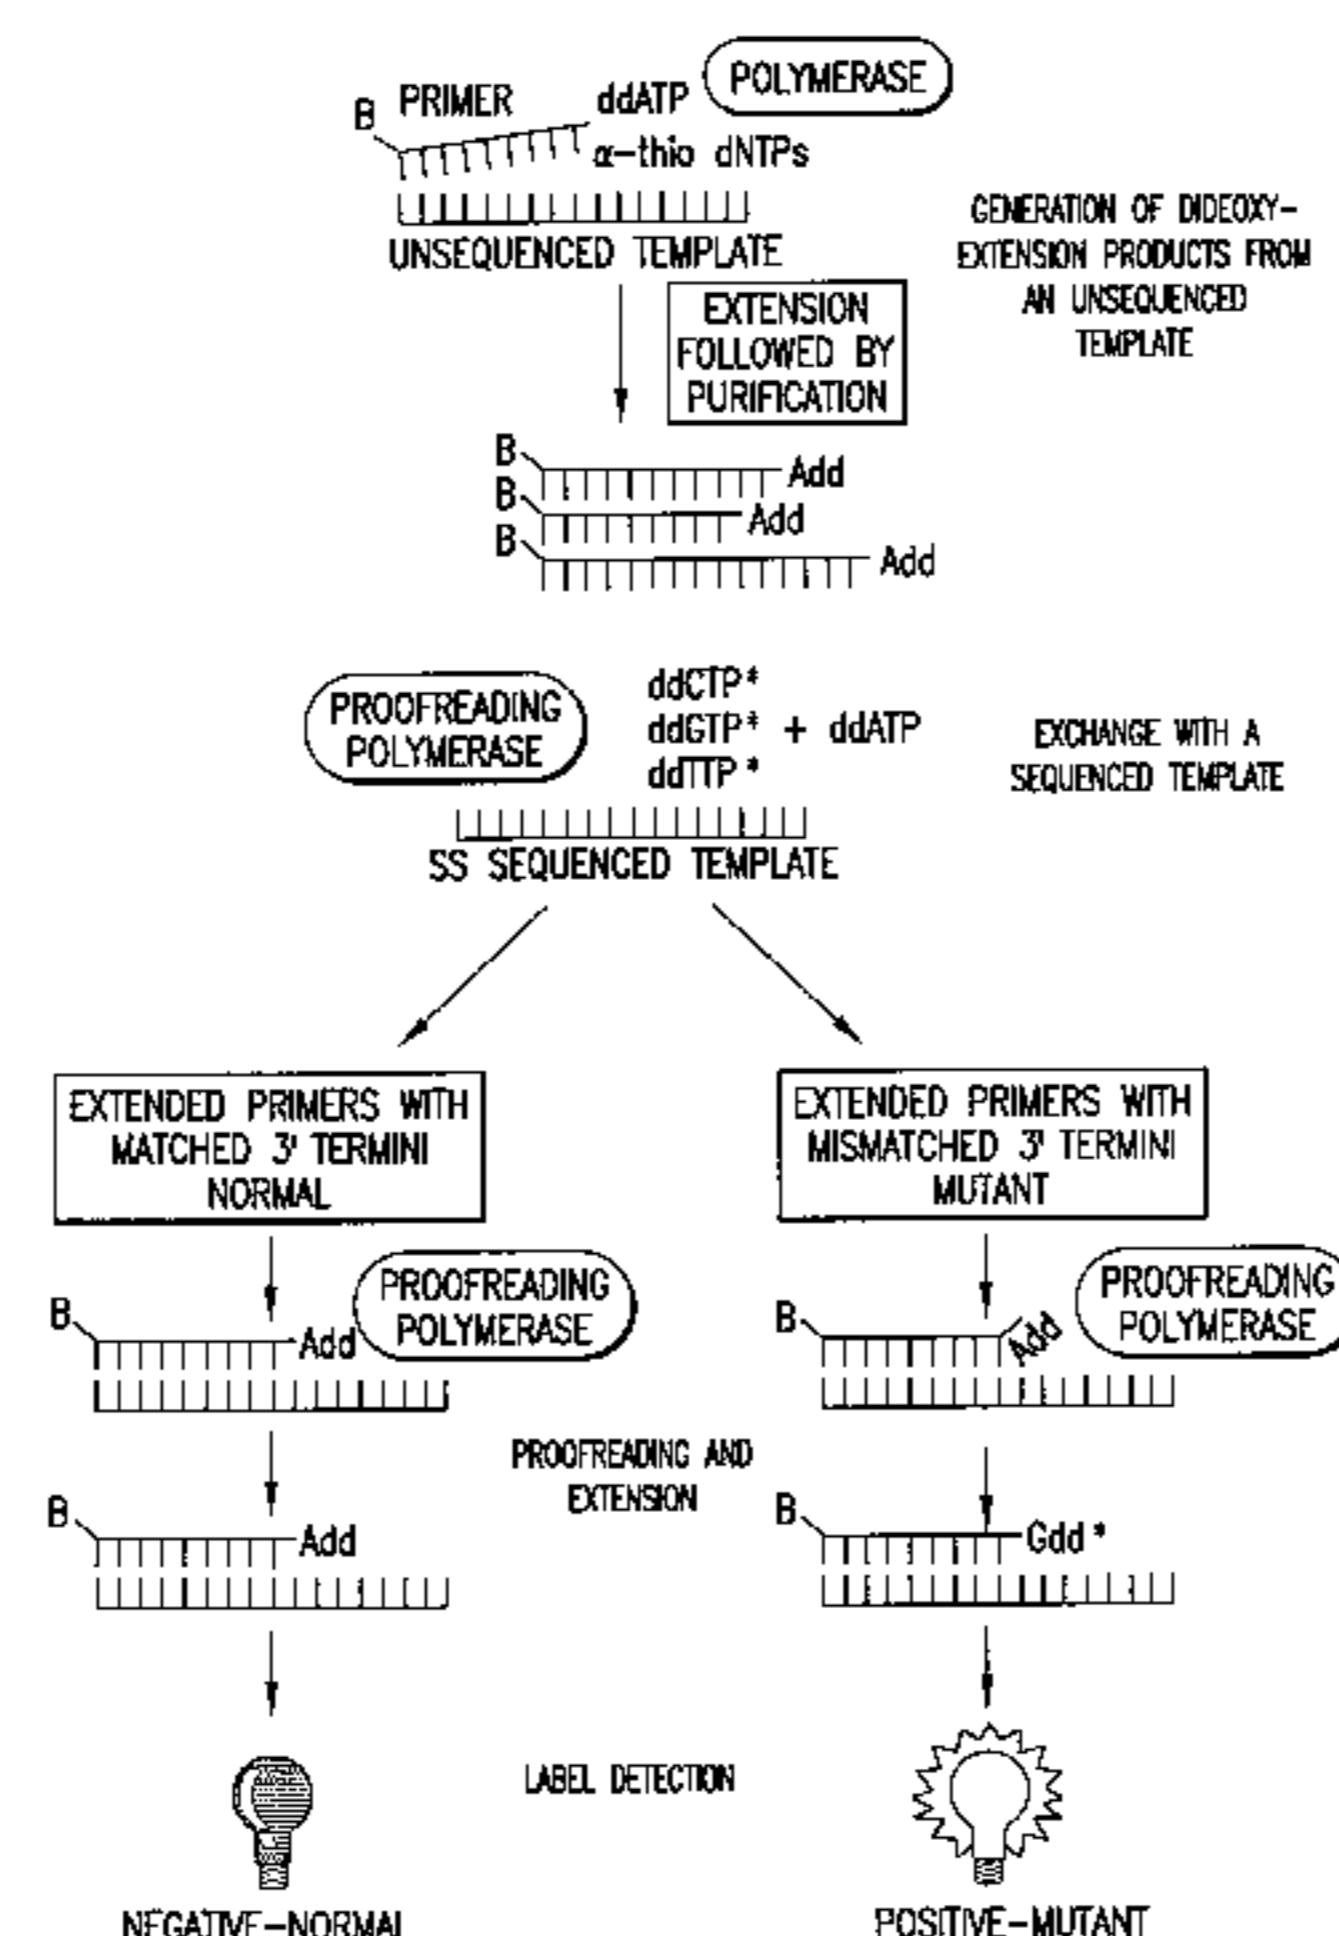 B PRIMER ddATP POLYMERASE
α-thio dNTPs
UNSEQUENCED TEMPLATE
GENERATION OF DIDEOXY-
EXTENSION PRODUCTS FROM
AN UNSEQUENCED
TEMPLATE
EXTENSION
FOLLOWED BY
PURIFICATION
B Add
B Add
B Add
PROOFREADING
POLYMERASE
ddCTP*
ddGTP* + ddATP
ddTTP*
EXCHANGE WITH A
SEQUENCED TEMPLATE
SS SEQUENCED TEMPLATE
EXTENDED PRIMERS WITH
MATCHED 3' TERMINI
NORMAL
EXTENDED PRIMERS WITH
MISMATCHED 3' TERMINI
MUTANT
PROOFREADING
POLYMERASE
B Add
PROOFREADING
POLYMERASE
B Add
PROOFREADING AND
EXTENSION
B Add
B Gdd*
LABEL DETECTION
NEGATIVE-NORMAL
POSITIVE-MUTANT